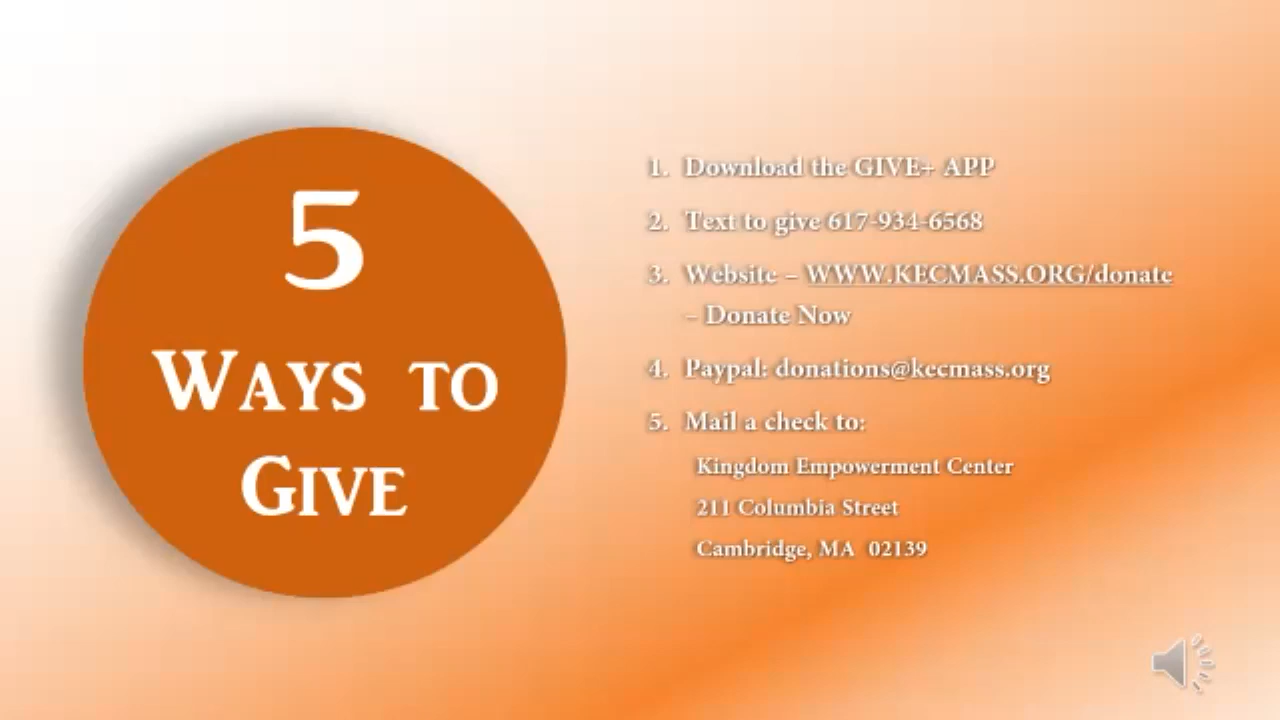 5
Ways to
Give
1. Download the GIVE+ APP
2. Text to give 617-934-6568
3. Website – WWW.KECMASS.ORG/donate
– Donate Now
4. Paypal: donations@kecmass.org
5. Mail a check to:
Kingdom Empowerment Center
211 Columbia Street
Cambridge, MA 02139